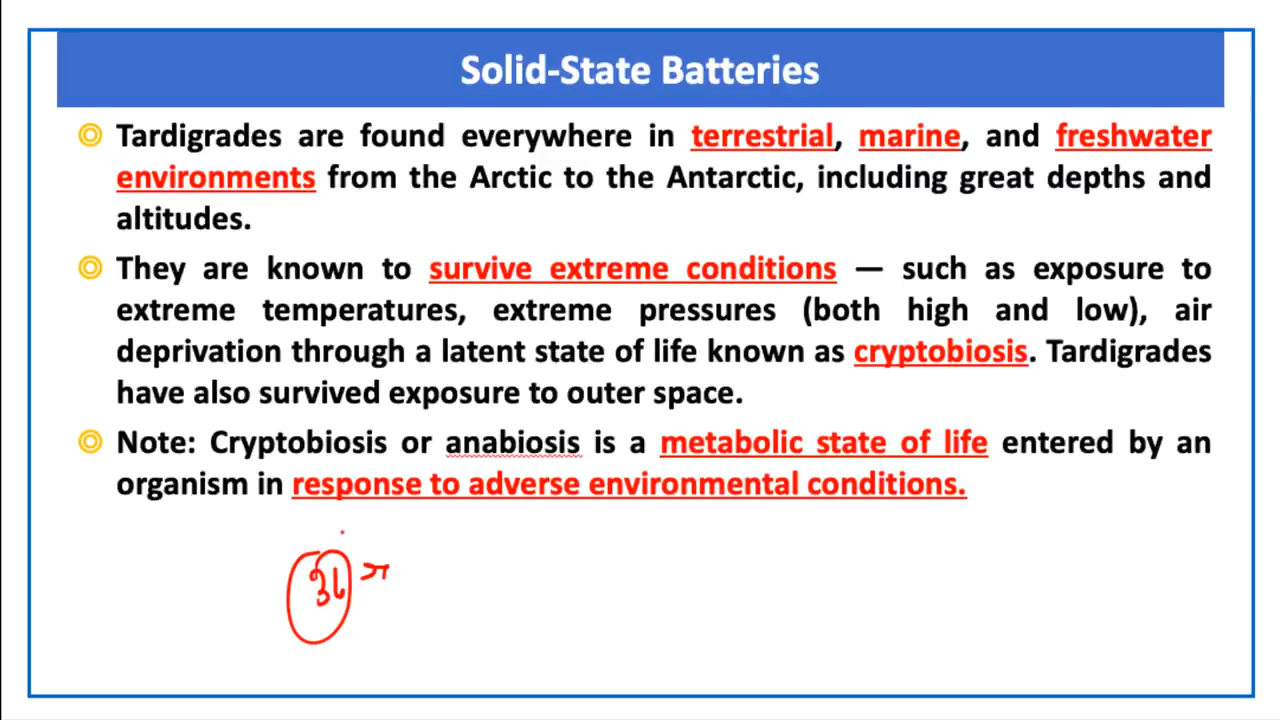 Solid-State Batteries
Tardigrades are found everywhere in terrestrial, marine, and freshwater
environments from the Arctic to the Antarctic, including great depths and
altitudes.
They are known to survive extreme conditions — such as exposure to
extreme temperatures, extreme pressures (both high and low), air
deprivation through a latent state of life known as cryptobiosis. Tardigrades
have also survived exposure to outer space.
Note: Cryptobiosis or anabiosis is a metabolic state of life entered by an
organism in response to adverse environmental conditions.